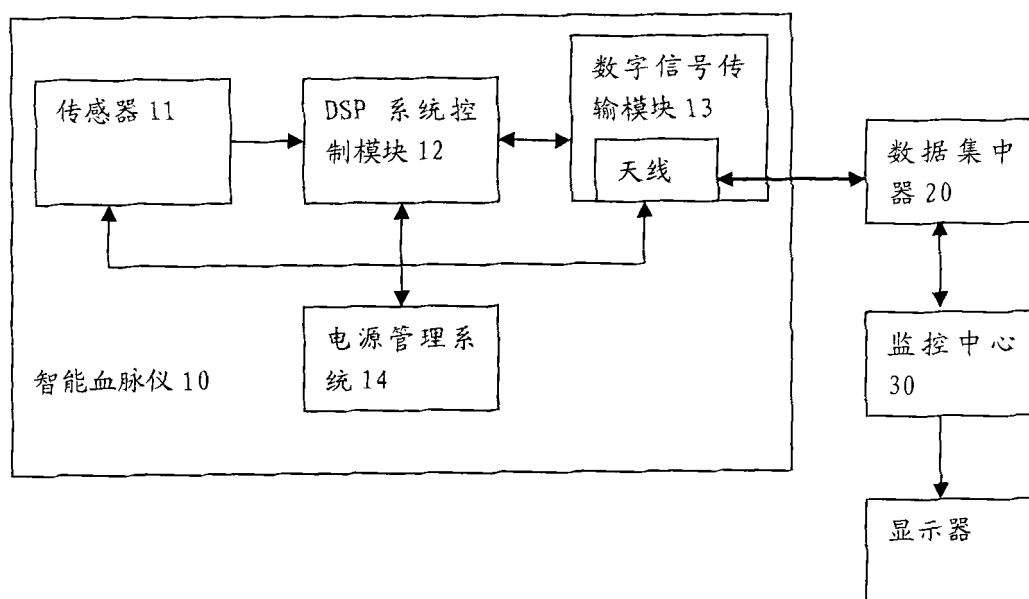 传感器 11
DSP 系统控
制模块 12
数字信号传
输模块 13
天线
数据集中
器 20
电源管理系
统 14
智能血脉仪 10
监控中心
30
显示器